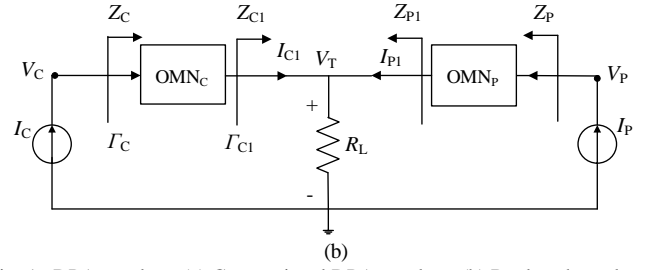 Z_C
Z_C1
Z_P1
Z_P
I_C1
V_T
I_P1
V_C
OMN_C
OMN_P
V_P
+
I_C
Γ_C
Γ_C1
R_L
I_P
-
(b)